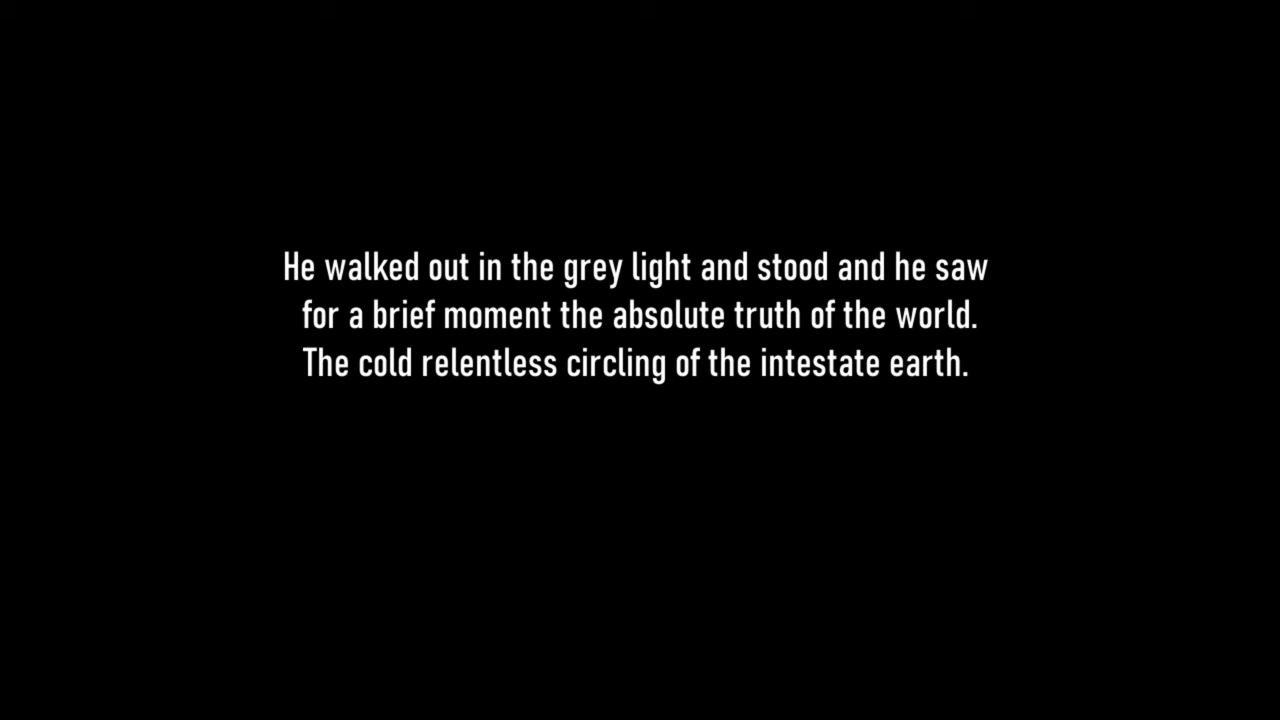 He walked out in the grey light and stood and he saw
for a brief moment the absolute truth of the world.
The cold relentless circling of the intestate earth.